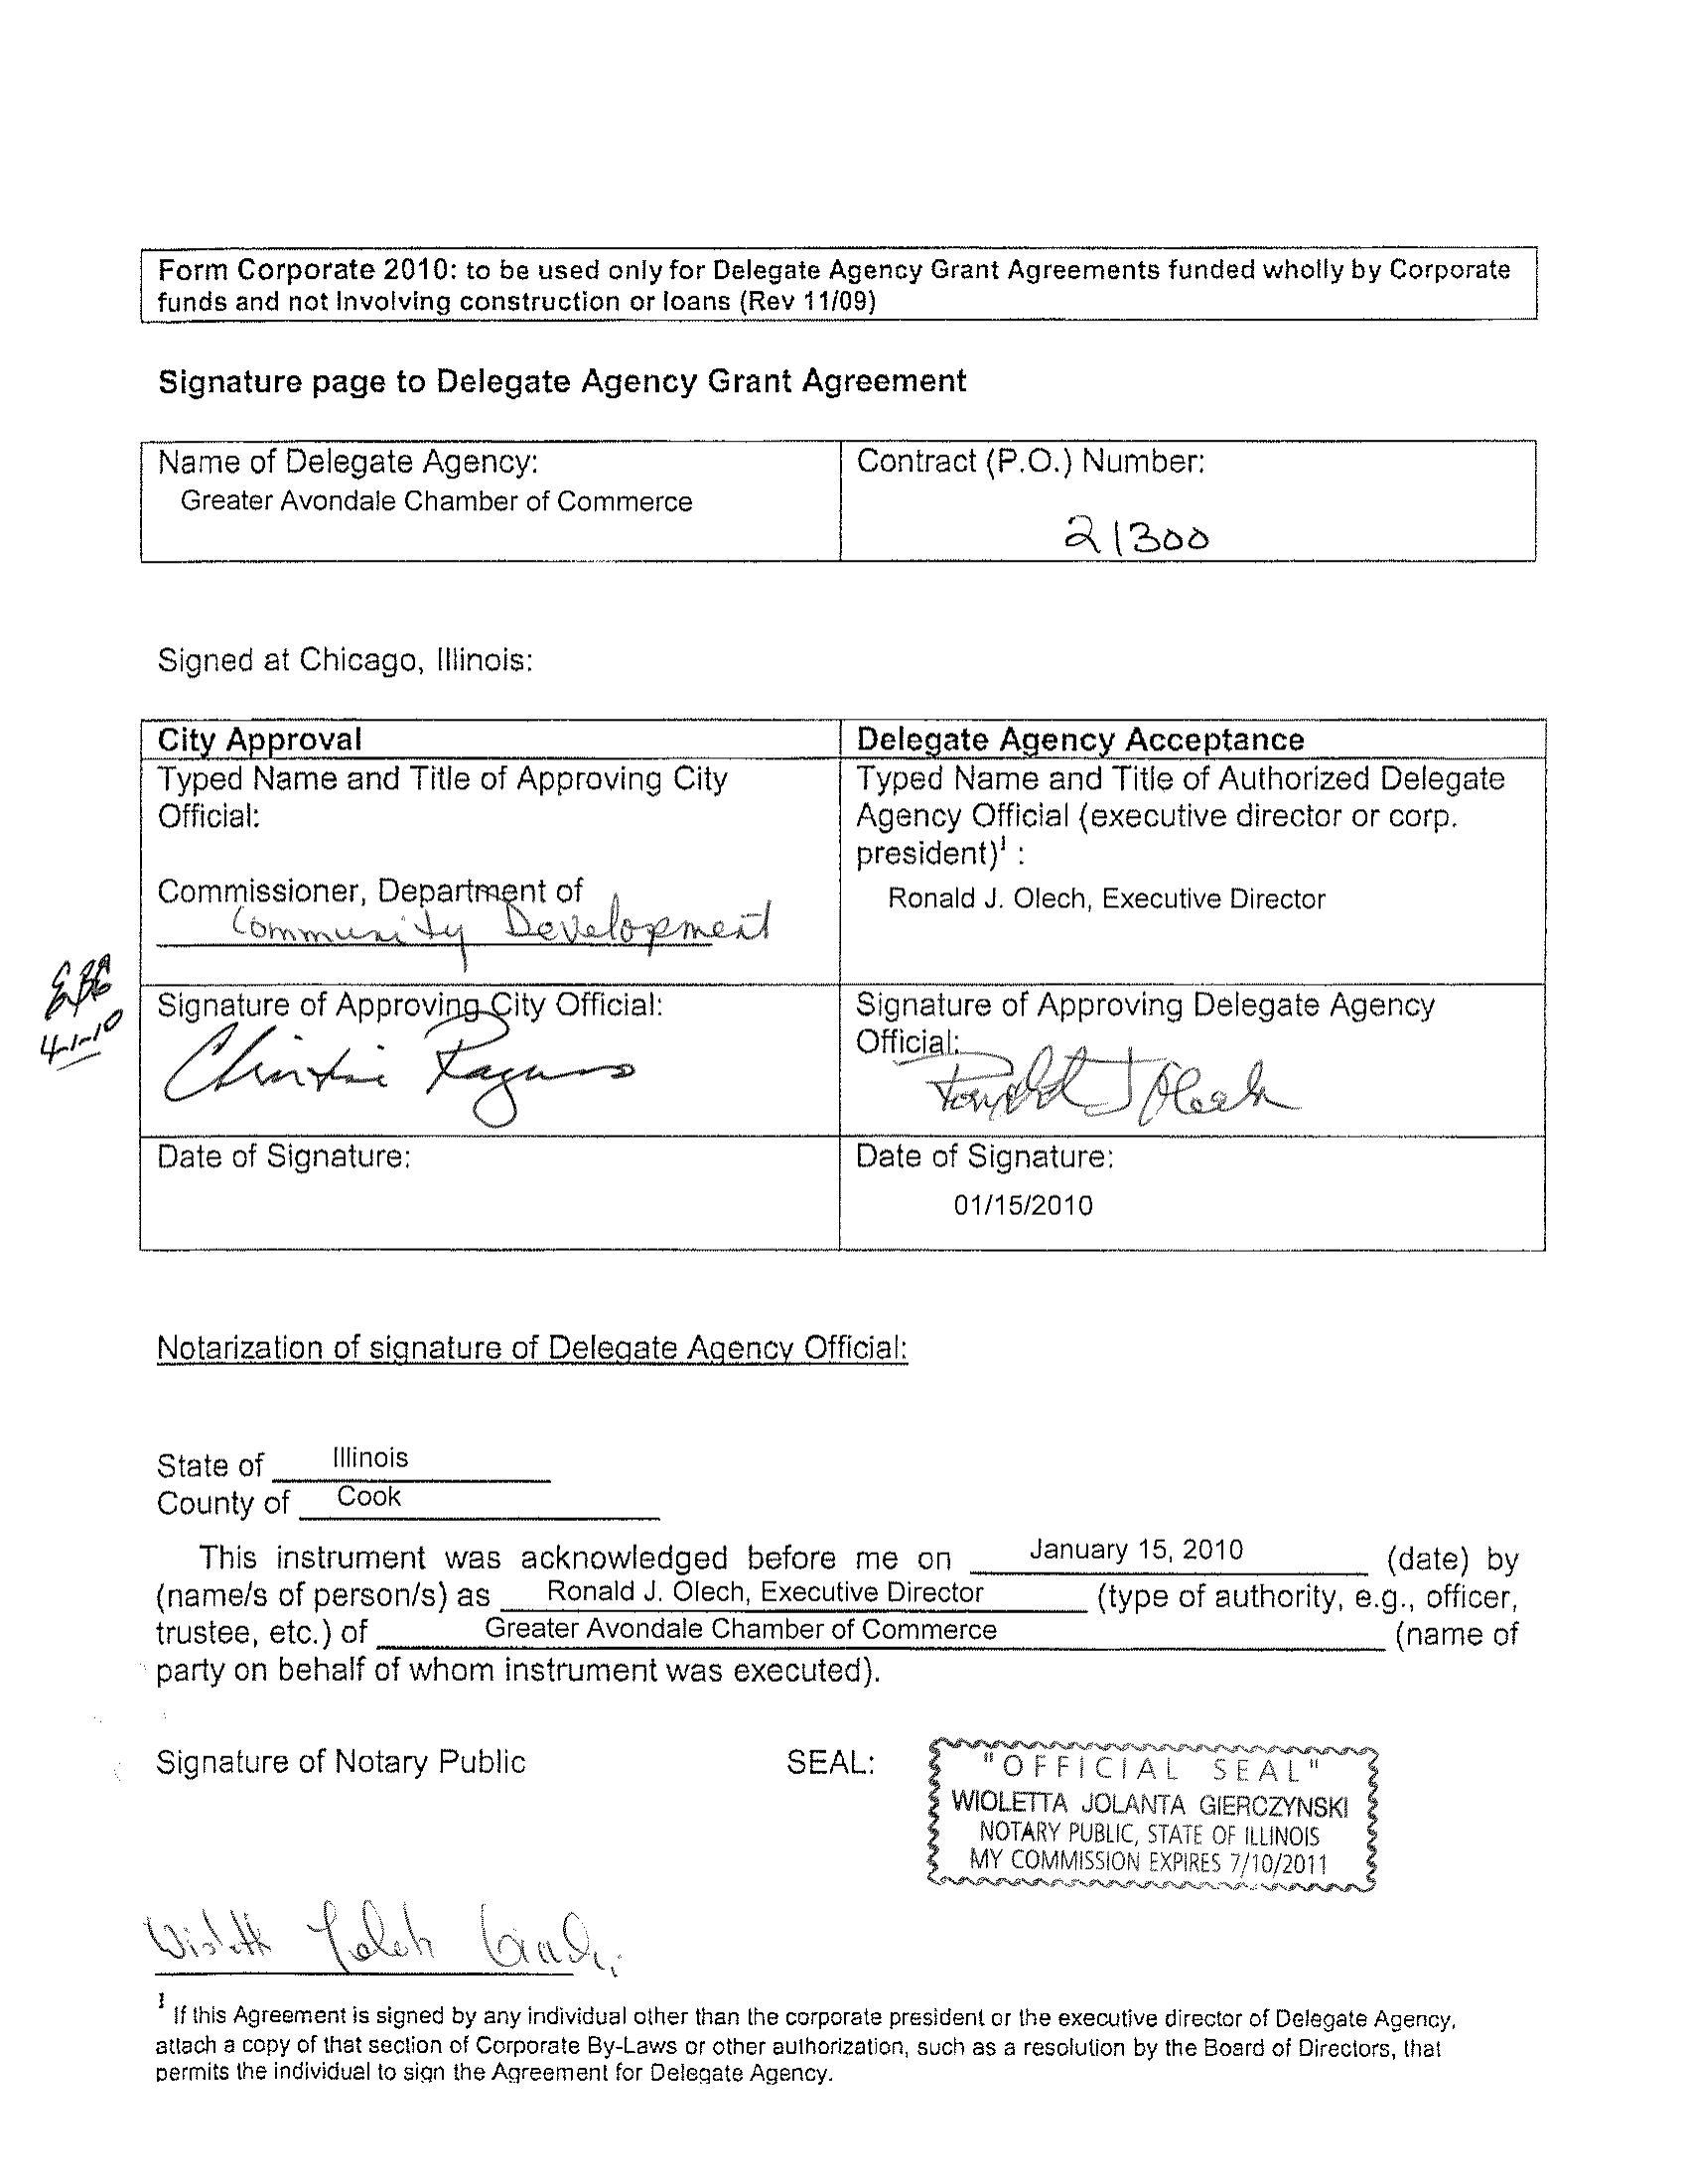 Form Corporate 2010: to be used only for Delegate Agency Grant Agreements funded wholly by Corporate
funds and not Involving construction or loans (Rev 11/09)
Signature page to Delegate Agency Grant Agreement
Name of Delegate Agency:
Greater Avondale Chamber of Commerce
Contract (P.O.) Number:
21300
Signed at Chicago, Illinois:
City Approval
Typed Name and Title of Approving City
Official:
Commissioner, Department of
Community Development
Delegate Agency Acceptance
Typed Name and Title of Authorized Delegate
Agency Official (executive director or corp.
president)¹ :
Ronald J. Olech, Executive Director
4-1-10
Signature of Approving City Official:
Signature of Approving Delegate Agency
Official:
Ronald J Olech
Date of Signature:
Date of Signature:
01/15/2010
Notarization of signature of Delegate Agency Official:
State of Illinois
County of Cook
This instrument was acknowledged before me on January 15, 2010 (date) by
(name/s of person/s) as Ronald J. Olech, Executive Director (type of authority, e.g., officer,
trustee, etc.) of Greater Avondale Chamber of Commerce (name of
party on behalf of whom instrument was executed).
Signature of Notary Public
SEAL:
"OFFICIAL SEAL"
WIOLETTA JOLANTA GIERCZYNSKI
NOTARY PUBLIC, STATE OF ILLINOIS
MY COMMISSION EXPIRES 7/10/2011
¹ If this Agreement is signed by any individual other than the corporate president or the executive director of Delegate Agency,
attach a copy of that section of Corporate By-Laws or other authorization, such as a resolution by the Board of Directors, that
permits the individual to sign the Agreement for Delegate Agency.